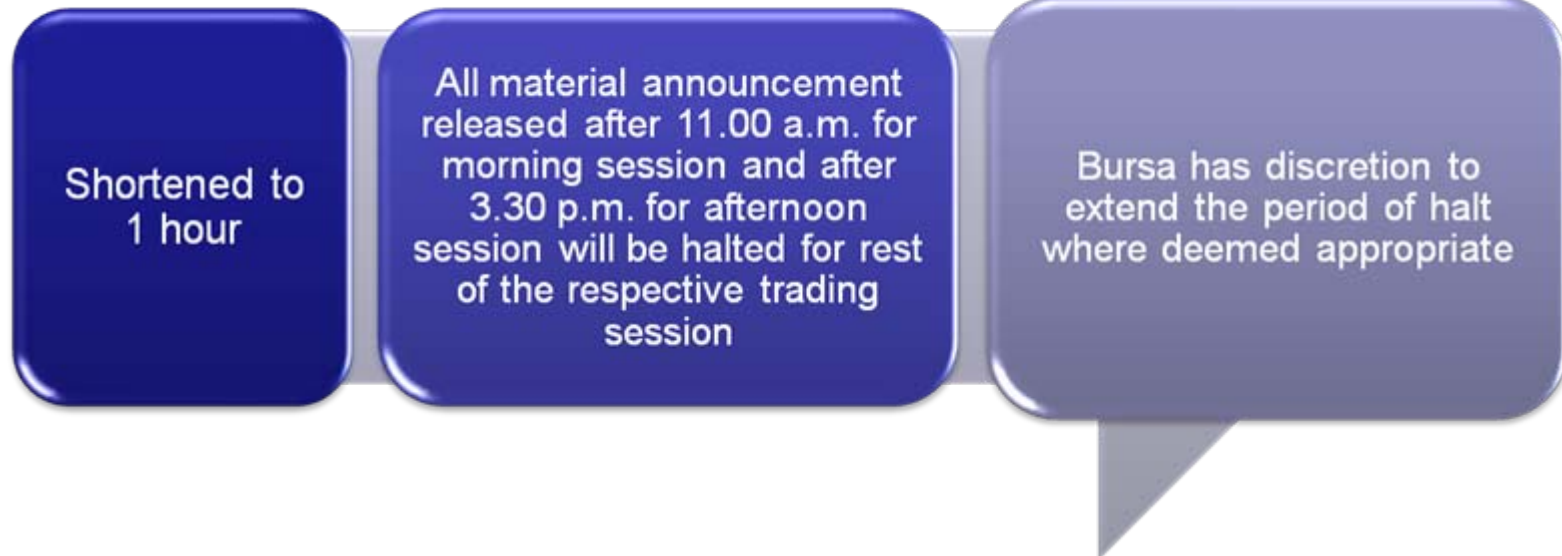 Shortened to
1 hour
All material announcement
released after 11.00 a.m. for
morning session and after
3.30 p.m. for afternoon
session will be halted for rest
of the respective trading
session
Bursa has discretion to
extend the period of halt
where deemed appropriate